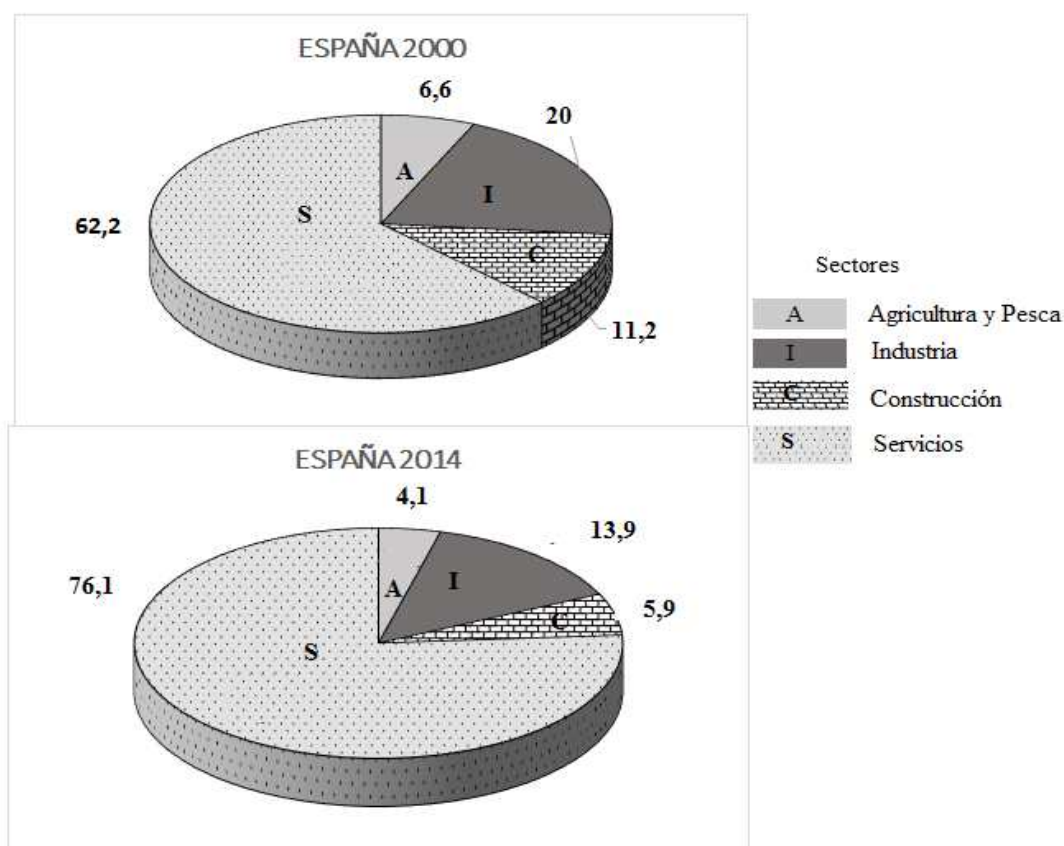 ESPAÑA 2000
6,6
20
A
I
S
C
62,2
11,2
Sectores
A Agricultura y Pesca
I Industria
C Construcción
S Servicios
ESPAÑA 2014
4,1
13,9
76,1
5,9
A
I
C
S